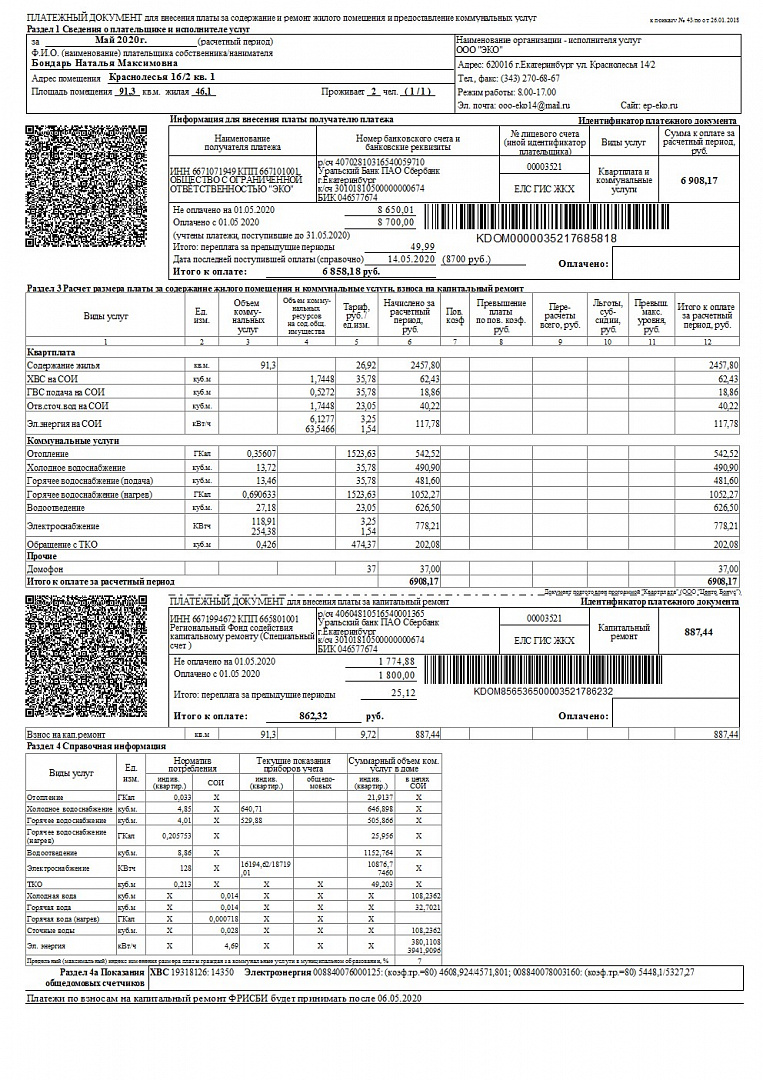 ПЛАТЕЖНЫЙ ДОКУМЕНТ для внесения платы за содержание и ремонт жилого помещения и предоставление коммунальных услуг
к приказу № 43/по от 26.01.2018
Раздел 1 Сведения о плательщике и исполнителе услуг
за Май 2020г. (расчетный период)
Ф.И.О. (наименование) плательщика собственника/нанимателя
Бондарь Наталья Максимовна
Адрес помещения Краснолесья 16/2 кв. 1
Площадь помещения 91,3 кв.м. жилая 46,1 Проживает 2 чел. (1/1)
Наименование организации - исполнителя услуг
ООО "ЭКО"
Адрес: 620016 г.Екатеринбург ул. Краснолесья 14/2
Тел., факс: (343) 270-68-67
Режим работы: 8.00-17.00
Эл. почта: ooo-eko14@mail.ru Сайт: ep-eko.ru
Информация для внесения платы получателю платежа Идентификатор платежного документа
Наименование получателя платежа
Номер банковского счета и банковские реквизиты
№ лицевого счета (иной идентификатор плательщика)
Виды услуг
Сумма к оплате за расчетный период, руб.
ИНН 6671071949 КПП 667101001
ОБЩЕСТВО С ОГРАНИЧЕННОЙ
ОТВЕТСТВЕННОСТЬЮ "ЭКО"
р/сч 40702810316540059710
Уральский Банк ПАО Сбербанк
г.Екатеринбург
к/сч 30101810500000000674
БИК 046577674
00003521
ЕЛС ГИС ЖКХ
Квартплата и коммунальные услуги
6 908,17
Не оплачено на 01.05.2020 8 650,01
Оплачено с 01.05.2020 8 700,00
(учтены платежи, поступившие до 31.05.2020)
KDOM0000035217685818
Итого: переплата за предыдущие периоды 49,99
Дата последней поступившей оплаты (справочно) 14.05.2020 (8700 руб.)
Оплачено:
Итого к оплате: 6 858,18 руб.
Раздел 3 Расчет размера платы за содержание жилого помещения и коммунальные услуги, взноса на капитальный ремонт
Виды услуг
Ед. изм.
Объем коммунальных услуг
Объем коммунальных ресурсов на сод.общ. имущества
Тариф, руб./ ед.изм.
Начислено за расчетный период, руб.
Пов. коэф
Превышение платы по пов. коэф. руб.
Пере- расчеты всего, руб.
Льготы, суб- сидии, руб.
Превыш. макс. уровня, руб.
Итого к оплате за расчетный период, руб.
1 2 3 4 5 6 7 8 9 10 11 12
Квартплата
Содержание жилья кв.м. 91,3 26,92 2457,80 2457,80
ХВС на СОИ куб.м 1,7448 35,78 62,43 62,43
ГВС подача на СОИ куб.м 0,5272 35,78 18,86 18,86
Отв.сточ.вод на СОИ куб.м. 1,7448 23,05 40,22 40,22
Эл.энергия на СОИ кВт/ч 6,1277 3,25 117,78 117,78
63,5466 1,54
Коммунальные услуги
Отопление ГКал 0,35607 1523,63 542,52 542,52
Холодное водоснабжение куб.м. 13,72 35,78 490,90 490,90
Горячее водоснабжение (подача) куб.м. 13,46 35,78 481,60 481,60
Горячее водоснабжение (нагрев) ГКал 0,690633 1523,63 1052,27 1052,27
Водоотведение куб.м. 27,18 23,05 626,50 626,50
Электроснабжение КВтч 118,91 3,25 778,21 778,21
254,38 1,54
Обращение с ТКО куб.м 0,426 474,37 202,08 202,08
Прочие
Домофон 37 37,00 37,00
Итого к оплате за расчетный период 6908,17 6908,17
Документ подготовлен программой "Квартплата"
ПЛАТЕЖНЫЙ ДОКУМЕНТ для внесения платы за капитальный ремонт Идентификатор платежного документа
ИНН 6671994672 КПП 665801001
Региональный Фонд содействия
капитальному ремонту (Специальный
счет )
р/сч 40604810516540001365
Уральский банк ПАО Сбербанк
г.Екатеринбург
к/сч 30101810500000000674
БИК 046577674
00003521
ЕЛС ГИС ЖКХ
Капитальный ремонт
887,44
Не оплачено на 01.05.2020 1 774,88
Оплачено с 01.05 2020 1 800,00
KDOM85653650000352178​6232
Итого: переплата за предыдущие периоды 25,12
Итого к оплате: 862,32 руб. Оплачено:
Взнос на кап.ремонт кв.м 91,3 9,72 887,44 887,44
Раздел 4 Справочная информация
Виды услуг
Ед. изм.
Норматив потребления
Текущие показания приборов учета
Суммарный объем ком. услуг в доме
индив. (квартир.) СОИ индив. (квартир.) общедо- мовых индив. (квартир.) в целях СОИ
Отопление ГКал 0,033 X 21,9137 X
Холодное водоснабжение куб.м. 4,85 X 640,71 646,898 X
Горячее водоснабжение куб.м. 4,01 X 529,88 505,866 X
Горячее водоснабжение (нагрев) ГКал 0,205753 X 25,956 X
Водоотведение куб.м. 8,86 X 1152,764 X
Электроснабжение КВтч 128 X 16194,62/18719,01 10876,7 X
7460
ТКО куб.м 0,213 X X X 49,203 X
Холодная вода куб.м X 0,014 X X X 108,2362
Горячая вода куб.м X 0,014 X X X 32,7021
Горячая вода (нагрев) ГКал X 0,000718 X X X
Сточные воды куб.м. X 0,028 X X X 108,2362
Эл. энергия кВт/ч X 4,69 X X X 380,1108
3941,9096
Предельный (максимальный) индекс изменения размера платы граждан за коммунальные услуги в муниципальном образовании, % 7
Раздел 4а Показания общедомовых счетчиков
ХВС 19318126: 14350 Электроэнергия 008840076000125: (коэф.тр.=80) 4608,924/4571,801; 008840078003160: (коэф.тр.=80) 5448,1/5327,27
Платежи по взносам на капитальный ремонт ФРИСБИ будет принимать после 06.05.2020